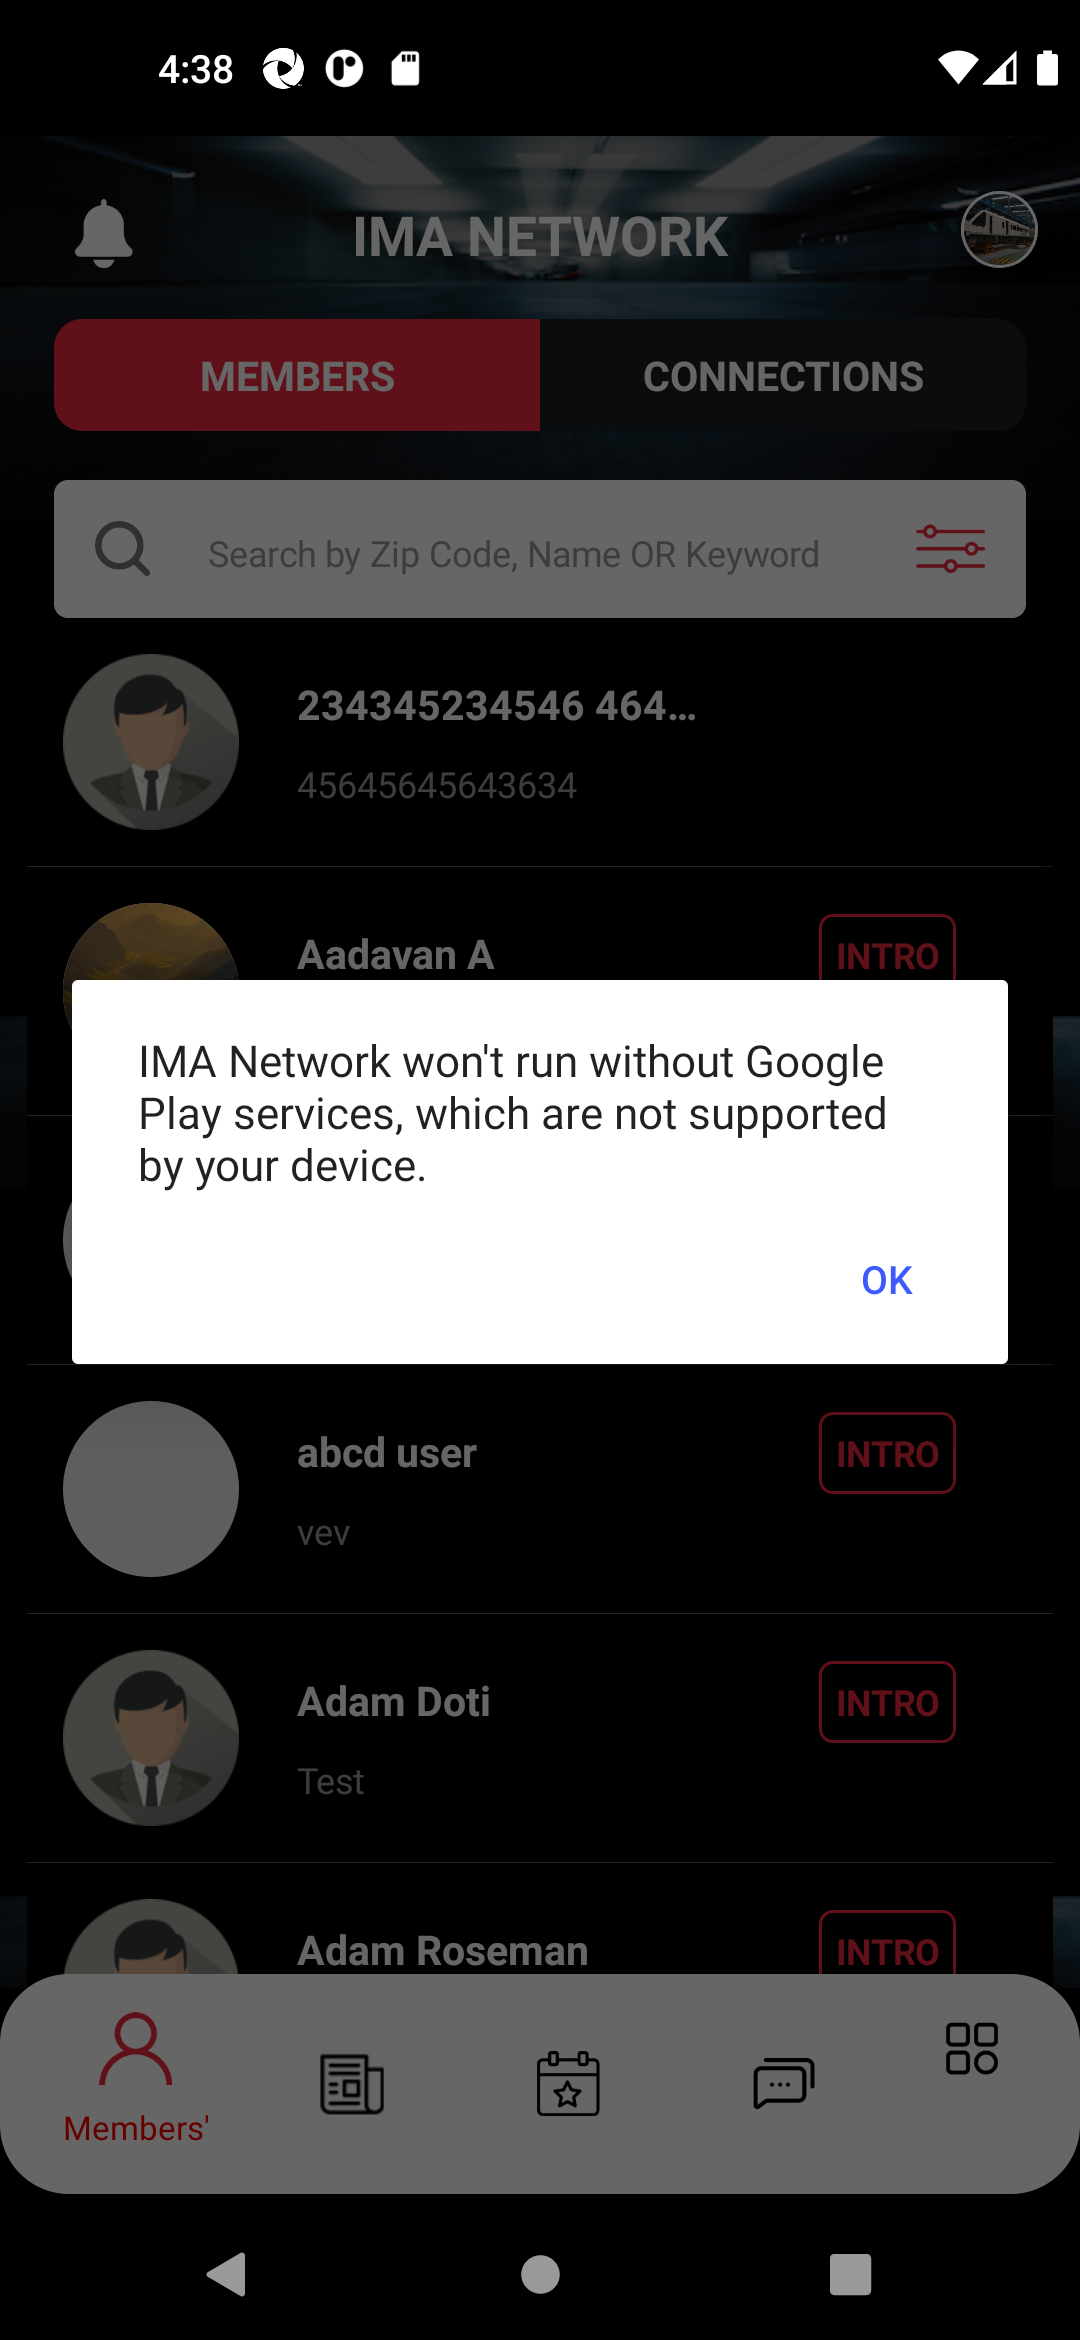 4:38
IMA NETWORK
MEMBERS
CONNECTIONS
Search by Zip Code, Name OR Keyword
234345234546 464...
45645645643634
Aadavan A
INTRO
IMA Network won't run without Google
Play services, which are not supported
by your device.
OK
abcd user
INTRO
vev
Adam Doti
INTRO
Test
Adam Roseman
INTRO
Members'